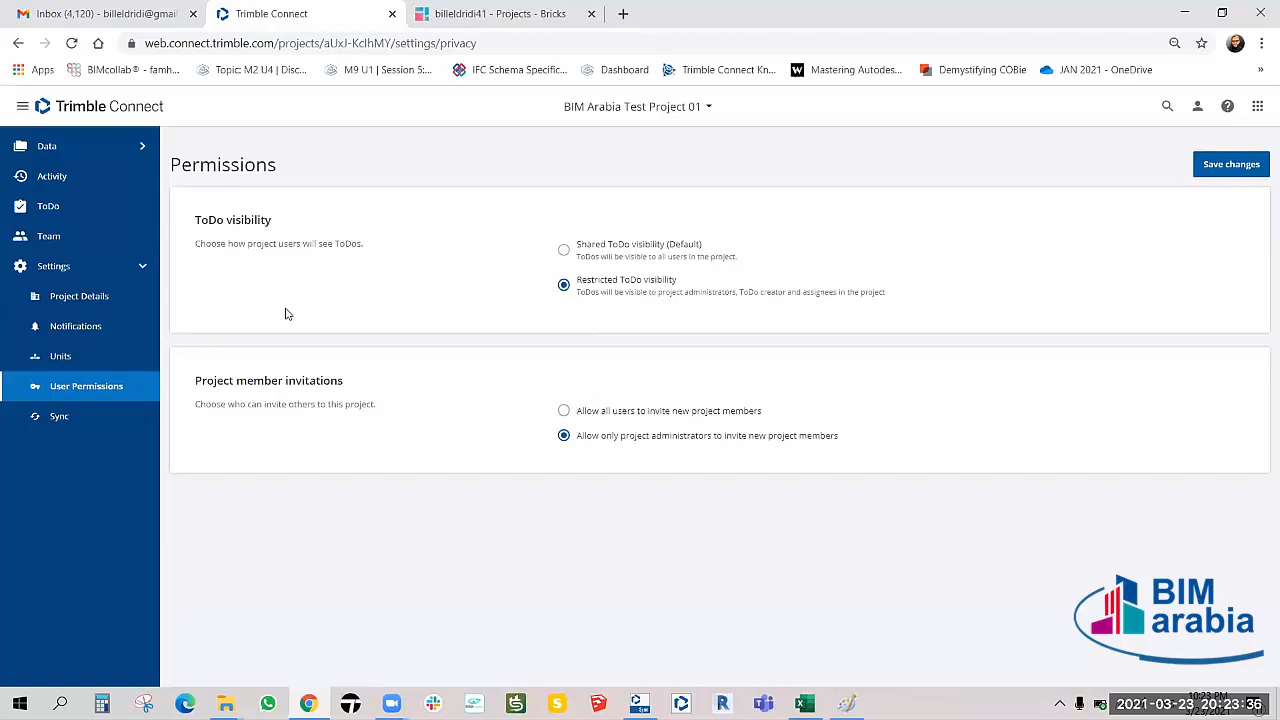 Inbox (4,120) - billeldridi@gmail
Trimble Connect
billeldridi41 - Projects - Bricks
web.connect.trimble.com/projects/aUxJ-KcIhMY/settings/privacy
Apps
BIMcollab® - famh...
Topic: M2 U4 | Disc...
M9 U1 | Session 5:...
IFC Schema Specific...
Dashboard
Trimble Connect Kn...
Mastering Autodes...
Demystifying COBie
JAN 2021 - OneDrive
»
Trimble Connect
BIM Arabia Test Project 01
Data
Activity
ToDo
Team
Settings
Project Details
Notifications
Units
User Permissions
Sync
Permissions
Save changes
ToDo visibility
Choose how project users will see ToDos.
Shared ToDo visibility (Default)
ToDos will be visible to all users in the project.
Restricted ToDo visibility
ToDos will be visible to project administrators, ToDo creator and assignees in the project
Project member invitations
Choose who can invite others to this project.
Allow all users to invite new project members
Allow only project administrators to invite new project members
BIM
arabia
10:23 PM
2021-03-23 20:23:36